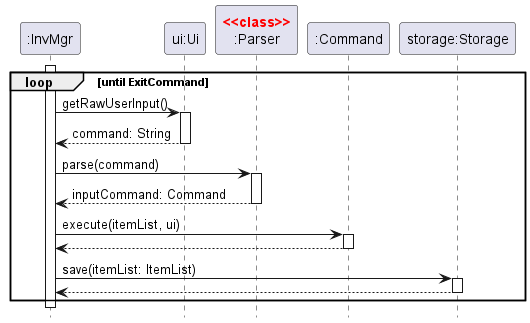 <<class>>
:InvMgr
ui:Ui
:Parser
:Command
storage:Storage
loop
[until ExitCommand]
getRawUserInput()
command: String
parse(command)
inputCommand: Command
execute(itemList, ui)
save(itemList: ItemList)